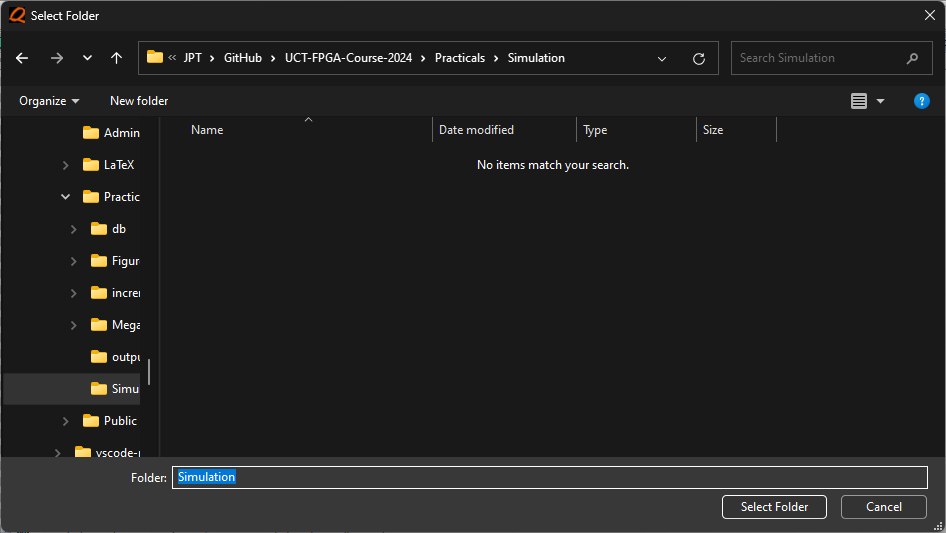 Select Folder
« JPT › GitHub › UCT-FPGA-Course-2024 › Practicals › Simulation
Search Simulation
Organize
New folder
Name
Date modified
Type
Size
No items match your search.
Admin
LaTeX
Practic
db
Figur
increr
Mega
outpu
Simu
Public
vscode-r
Folder:
Simulation
Select Folder
Cancel